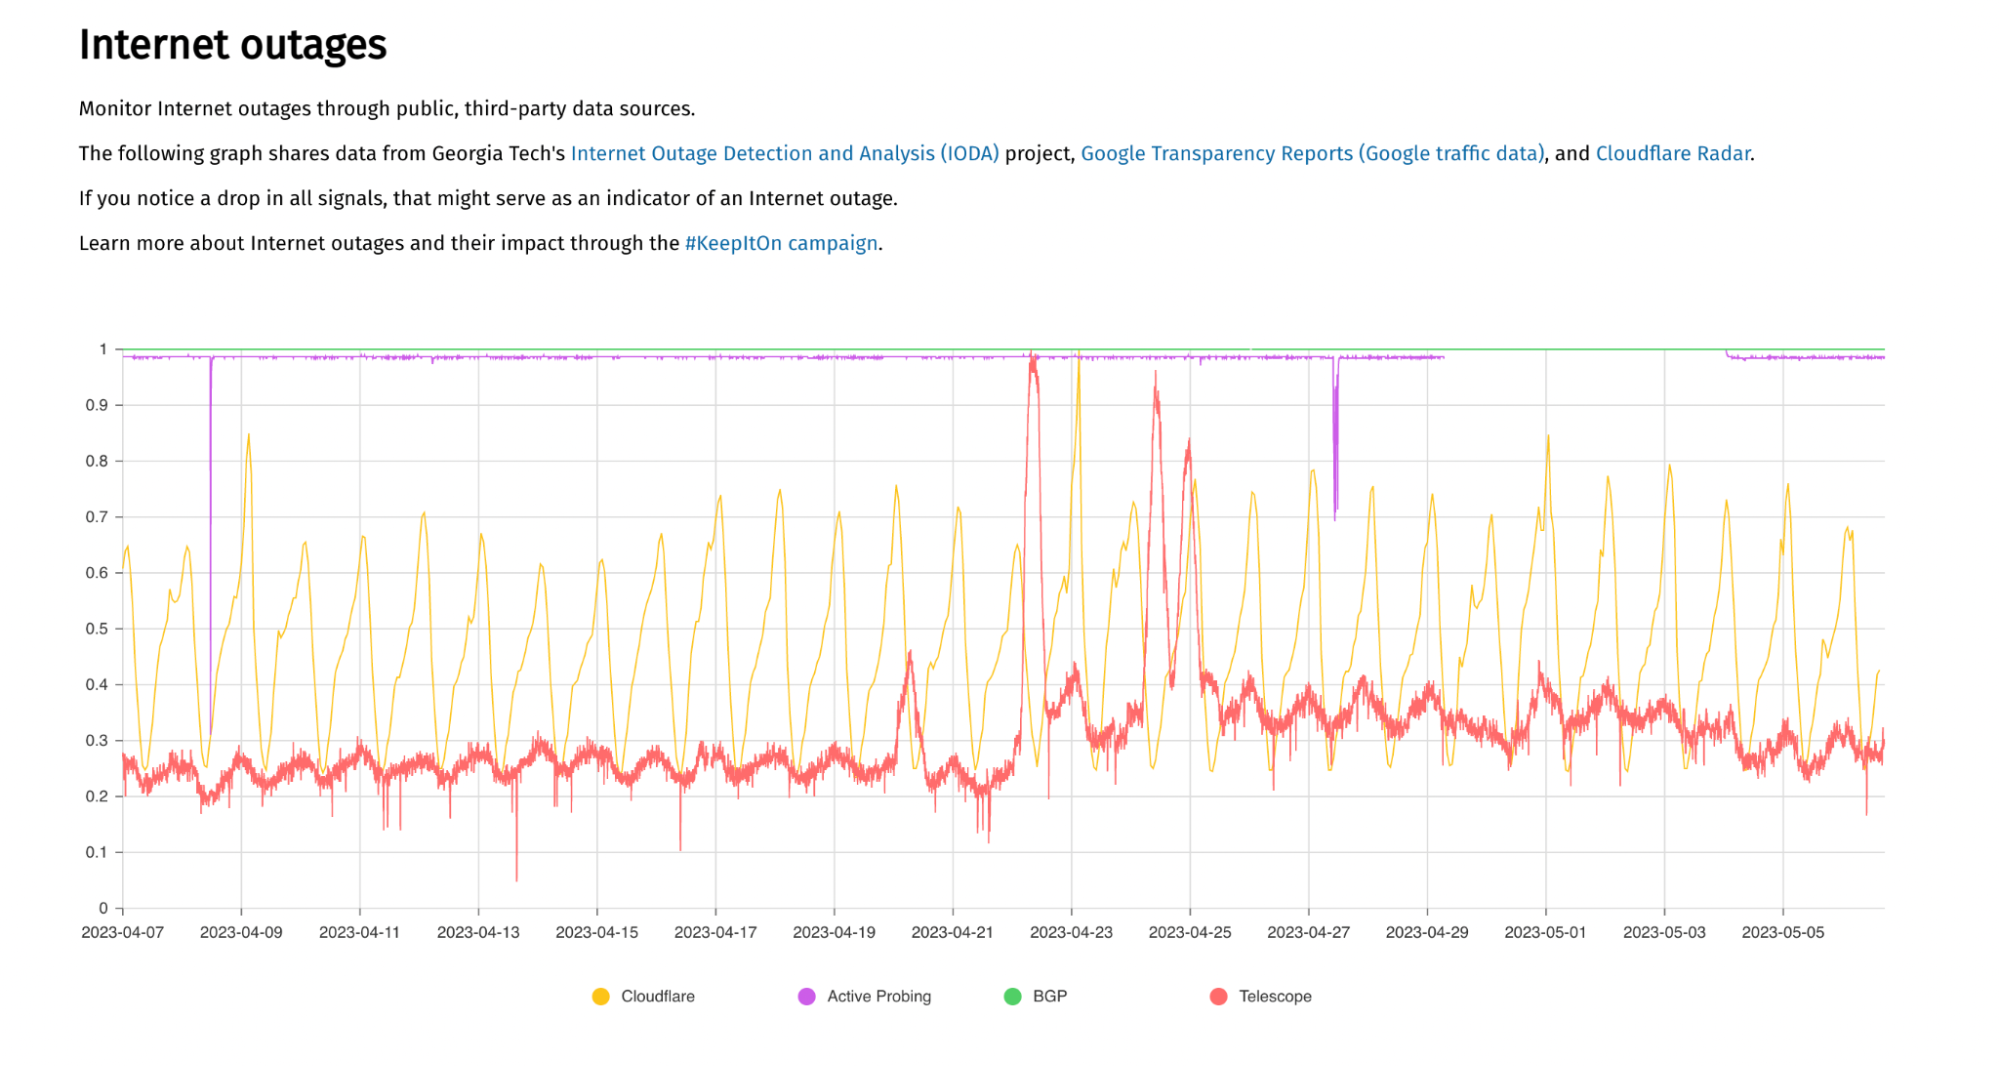 Internet outages
Monitor Internet outages through public, third-party data sources.
The following graph shares data from Georgia Tech's Internet Outage Detection and Analysis (IODA) project, Google Transparency Reports (Google traffic data), and Cloudflare Radar.
If you notice a drop in all signals, that might serve as an indicator of an Internet outage.
Learn more about Internet outages and their impact through the #KeepItOn campaign.
1
0.9
0.8
0.7
0.6
0.5
0.4
0.3
0.2
0.1
0
2023-04-07 2023-04-09 2023-04-11 2023-04-13 2023-04-15 2023-04-17 2023-04-19 2023-04-21 2023-04-23 2023-04-25 2023-04-27 2023-04-29 2023-05-01 2023-05-03 2023-05-05
Cloudflare Active Probing BGP Telescope